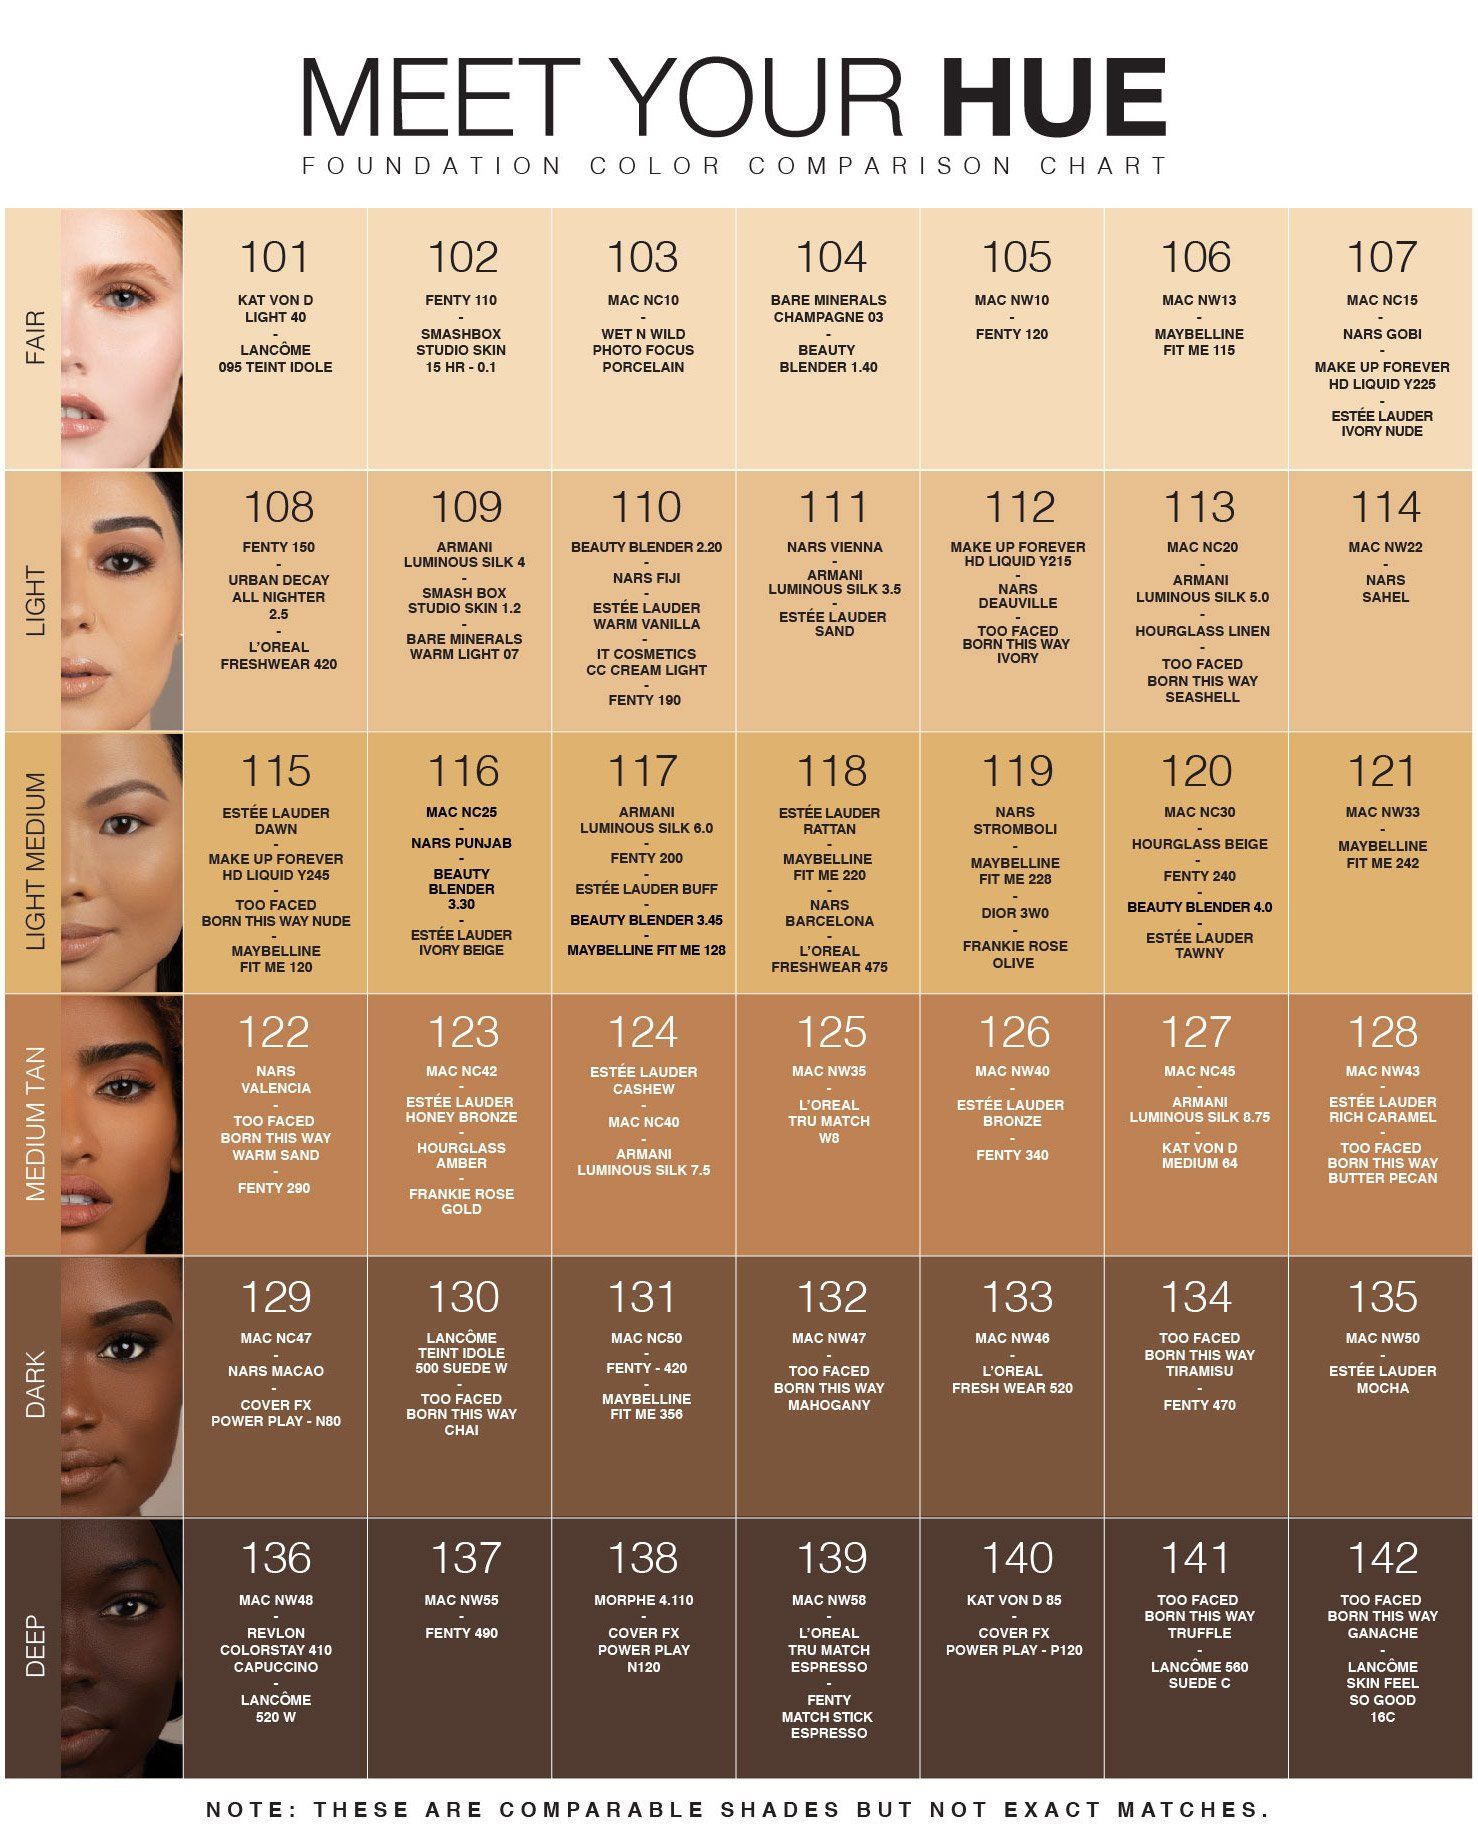 MEET YOUR HUE
FOUNDATION COLOR COMPARISON CHART
FAIR
101
KAT VON D
LIGHT 40
-
LANCÔME
095 TEINT IDOLE
102
FENTY 110
-
SMASHBOX
STUDIO SKIN
15 HR - 0.1
103
MAC NC10
-
WET N WILD
PHOTO FOCUS
PORCELAIN
104
BARE MINERALS
CHAMPAGNE 03
-
BEAUTY
BLENDER 1.40
105
MAC NW10
-
FENTY 120
106
MAC NW13
-
MAYBELLINE
FIT ME 115
107
MAC NC15
-
NARS GOBI
-
MAKE UP FOREVER
HD LIQUID Y225
-
ESTÉE LAUDER
IVORY NUDE
LIGHT
108
FENTY 150
-
URBAN DECAY
ALL NIGHTER
2.5
-
L'OREAL
FRESHWEAR 420
109
ARMANI
LUMINOUS SILK 4
-
SMASH BOX
STUDIO SKIN 1.2
-
BARE MINERALS
WARM LIGHT 07
110
BEAUTY BLENDER 2.20
-
NARS FIJI
-
ESTÉE LAUDER
WARM VANILLA
-
IT COSMETICS
CC CREAM LIGHT
-
FENTY 190
111
NARS VIENNA
-
ARMANI
LUMINOUS SILK 3.5
-
ESTÉE LAUDER
SAND
112
MAKE UP FOREVER
HD LIQUID Y215
-
NARS
DEAUVILLE
-
TOO FACED
BORN THIS WAY
IVORY
113
MAC NC20
-
ARMANI
LUMINOUS SILK 5.0
-
HOURGLASS LINEN
-
TOO FACED
BORN THIS WAY
SEASHELL
114
MAC NW22
-
NARS
SAHEL
LIGHT MEDIUM
115
ESTÉE LAUDER
DAWN
-
MAKE UP FOREVER
HD LIQUID Y245
-
TOO FACED
BORN THIS WAY NUDE
-
MAYBELLINE
FIT ME 120
116
MAC NC25
-
NARS PUNJAB
-
BEAUTY
BLENDER
3.30
-
ESTÉE LAUDER
IVORY BEIGE
117
ARMANI
LUMINOUS SILK 6.0
-
FENTY 200
-
ESTÉE LAUDER BUFF
-
BEAUTY BLENDER 3.45
-
MAYBELLINE FIT ME 128
118
ESTÉE LAUDER
RATTAN
-
MAYBELLINE
FIT ME 220
-
NARS
BARCELONA
-
L'OREAL
FRESHWEAR 475
119
NARS
STROMBOLI
-
MAYBELLINE
FIT ME 228
-
DIOR 3W0
-
FRANKIE ROSE
OLIVE
120
MAC NC30
-
HOURGLASS BEIGE
-
FENTY 240
-
BEAUTY BLENDER 4.0
-
ESTÉE LAUDER
TAWNY
121
MAC NW33
-
MAYBELLINE
FIT ME 242
MEDIUM TAN
122
NARS
VALENCIA
-
TOO FACED
BORN THIS WAY
WARM SAND
-
FENTY 290
123
MAC NC42
-
ESTÉE LAUDER
HONEY BRONZE
-
HOURGLASS
AMBER
-
FRANKIE ROSE
GOLD
124
ESTÉE LAUDER
CASHEW
-
MAC NC40
-
ARMANI
LUMINOUS SILK 7.5
125
MAC NW35
-
L'OREAL
TRU MATCH
W8
126
MAC NW40
-
ESTÉE LAUDER
BRONZE
-
FENTY 340
127
MAC NC45
-
ARMANI
LUMINOUS SILK 8.75
-
KAT VON D
MEDIUM 64
128
MAC NW43
-
ESTÉE LAUDER
RICH CARAMEL
-
TOO FACED
BORN THIS WAY
BUTTER PECAN
DARK
129
MAC NC47
-
NARS MACAO
-
COVER FX
POWER PLAY - N80
130
LANCÔME
TEINT IDOLE
500 SUEDE W
-
TOO FACED
BORN THIS WAY
CHAI
131
MAC NC50
-
FENTY - 420
-
MAYBELLINE
FIT ME 356
132
MAC NW47
-
TOO FACED
BORN THIS WAY
MAHOGANY
133
MAC NW46
-
L'OREAL
FRESH WEAR 520
134
TOO FACED
BORN THIS WAY
TIRAMISU
-
FENTY 470
135
MAC NW50
-
ESTÉE LAUDER
MOCHA
DEEP
136
MAC NW48
-
REVLON
COLORSTAY 410
CAPUCCINO
-
LANCÔME
520 W
137
MAC NW55
-
FENTY 490
138
MORPHE 4.110
-
COVER FX
POWER PLAY
N120
139
MAC NW58
-
L'OREAL
TRU MATCH
ESPRESSO
-
FENTY
MATCH STICK
ESPRESSO
140
KAT VON D 85
-
COVER FX
POWER PLAY - P120
141
TOO FACED
BORN THIS WAY
TRUFFLE
-
LANCÔME 560
SUEDE C
142
TOO FACED
BORN THIS WAY
GANACHE
-
LANCÔME
SKIN FEEL
SO GOOD
16C
NOTE: THESE ARE COMPARABLE SHADES BUT NOT EXACT MATCHES.